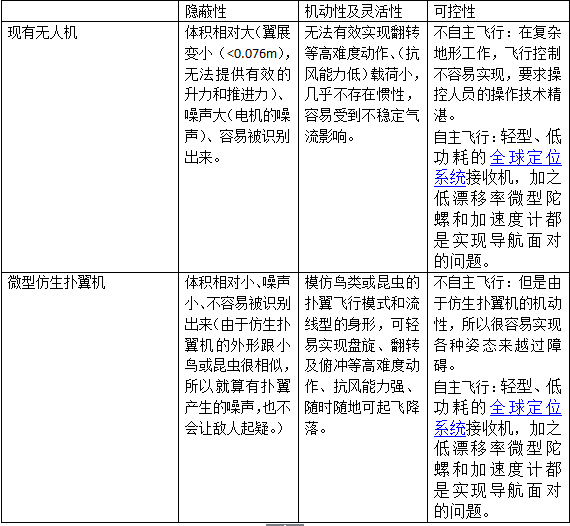 隐蔽性
机动性及灵活性
可控性
现有无人机
体积相对大(翼展
变小（<0.076m），
无法提供有效的
升力和推进力）、
噪声大(电机的噪
声）、容易被识别
出来。
无法有效实现翻转
等高难度动作、（抗
风能力低）载荷小，
几乎不存在惯性，
容易受到不稳定气
流影响。
不自主飞行：在复杂
地形工作，飞行控制
不容易实现，要求操
控人员的操作技术精
湛。
自主飞行：轻型、低
功耗的全球定位
系统接收机，加之
低漂移率微型陀
螺和加速度计都
是实现导航面对
的问题。
微型仿生扑翼机
体积相对小、噪声
小、不容易被识别
出来(由于仿生扑
翼机的外形跟小
鸟或昆虫很相似，
所以就算有扑翼
产生的噪声,也不
会让敌人起疑。）
模仿鸟类或昆虫的
扑翼飞行模式和流
线型的身形，可轻
易实现盘旋、翻转
及俯冲等高难度动
作、抗风能力强、
随时随地可起飞降
落。
不自主飞行：但是由
于仿生扑翼机的机动
性，所以很容易实现
各种姿态来越过障
碍。
自主飞行：轻型、低
功耗的全球定位
系统接收机，加之
低漂移率微型陀
螺和加速度计都
是实现导航面对
的问题。